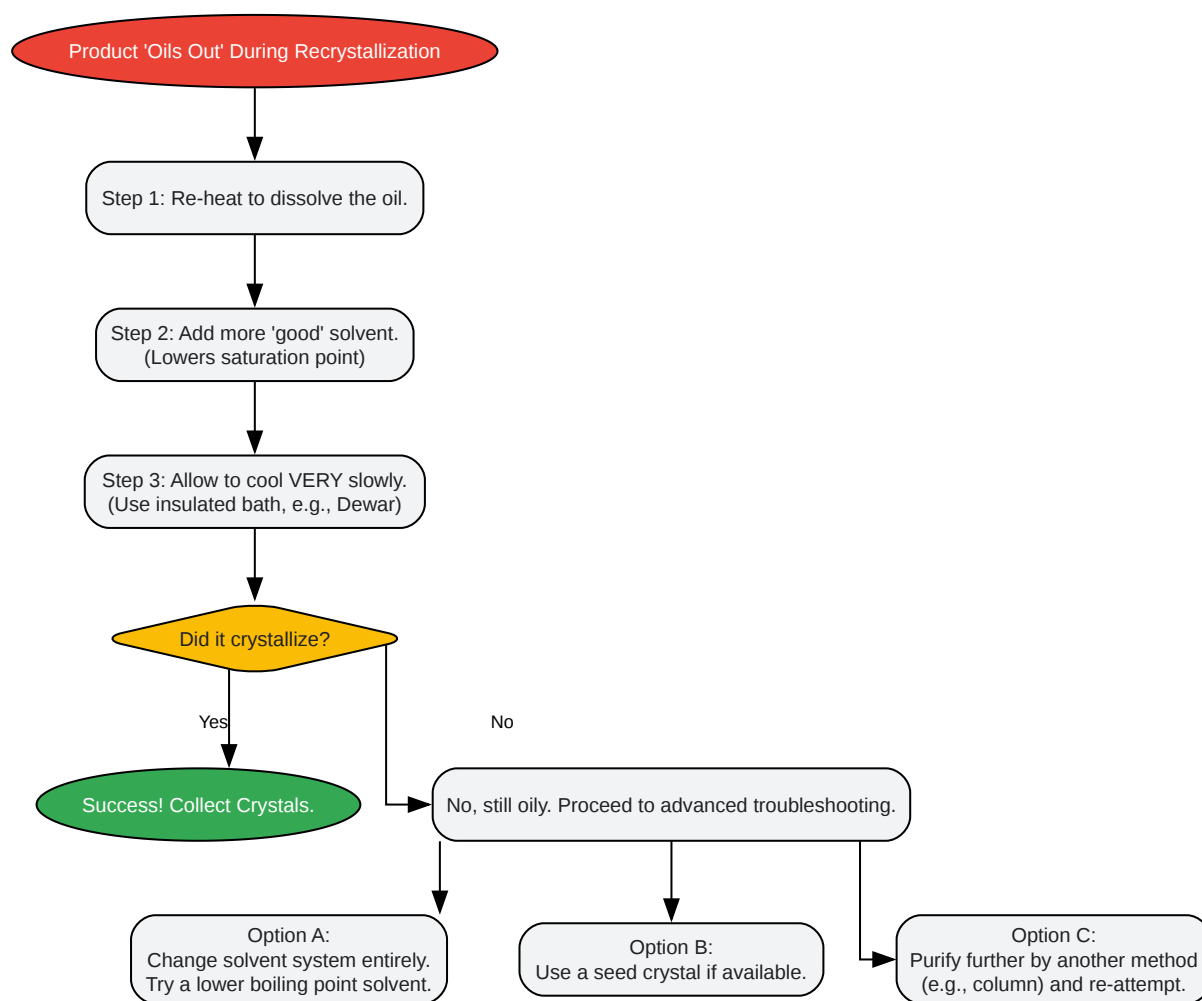 Product 'Oils Out' During Recrystallization
Step 1: Re-heat to dissolve the oil.
Step 2: Add more 'good' solvent.
(Lowers saturation point)
Step 3: Allow to cool VERY slowly.
(Use insulated bath, e.g., Dewar)
Did it crystallize?
Yes
No
Success! Collect Crystals.
No, still oily. Proceed to advanced troubleshooting.
Option A:
Change solvent system entirely.
Try a lower boiling point solvent.
Option B:
Use a seed crystal if available.
Option C:
Purify further by another method
(e.g., column) and re-attempt.